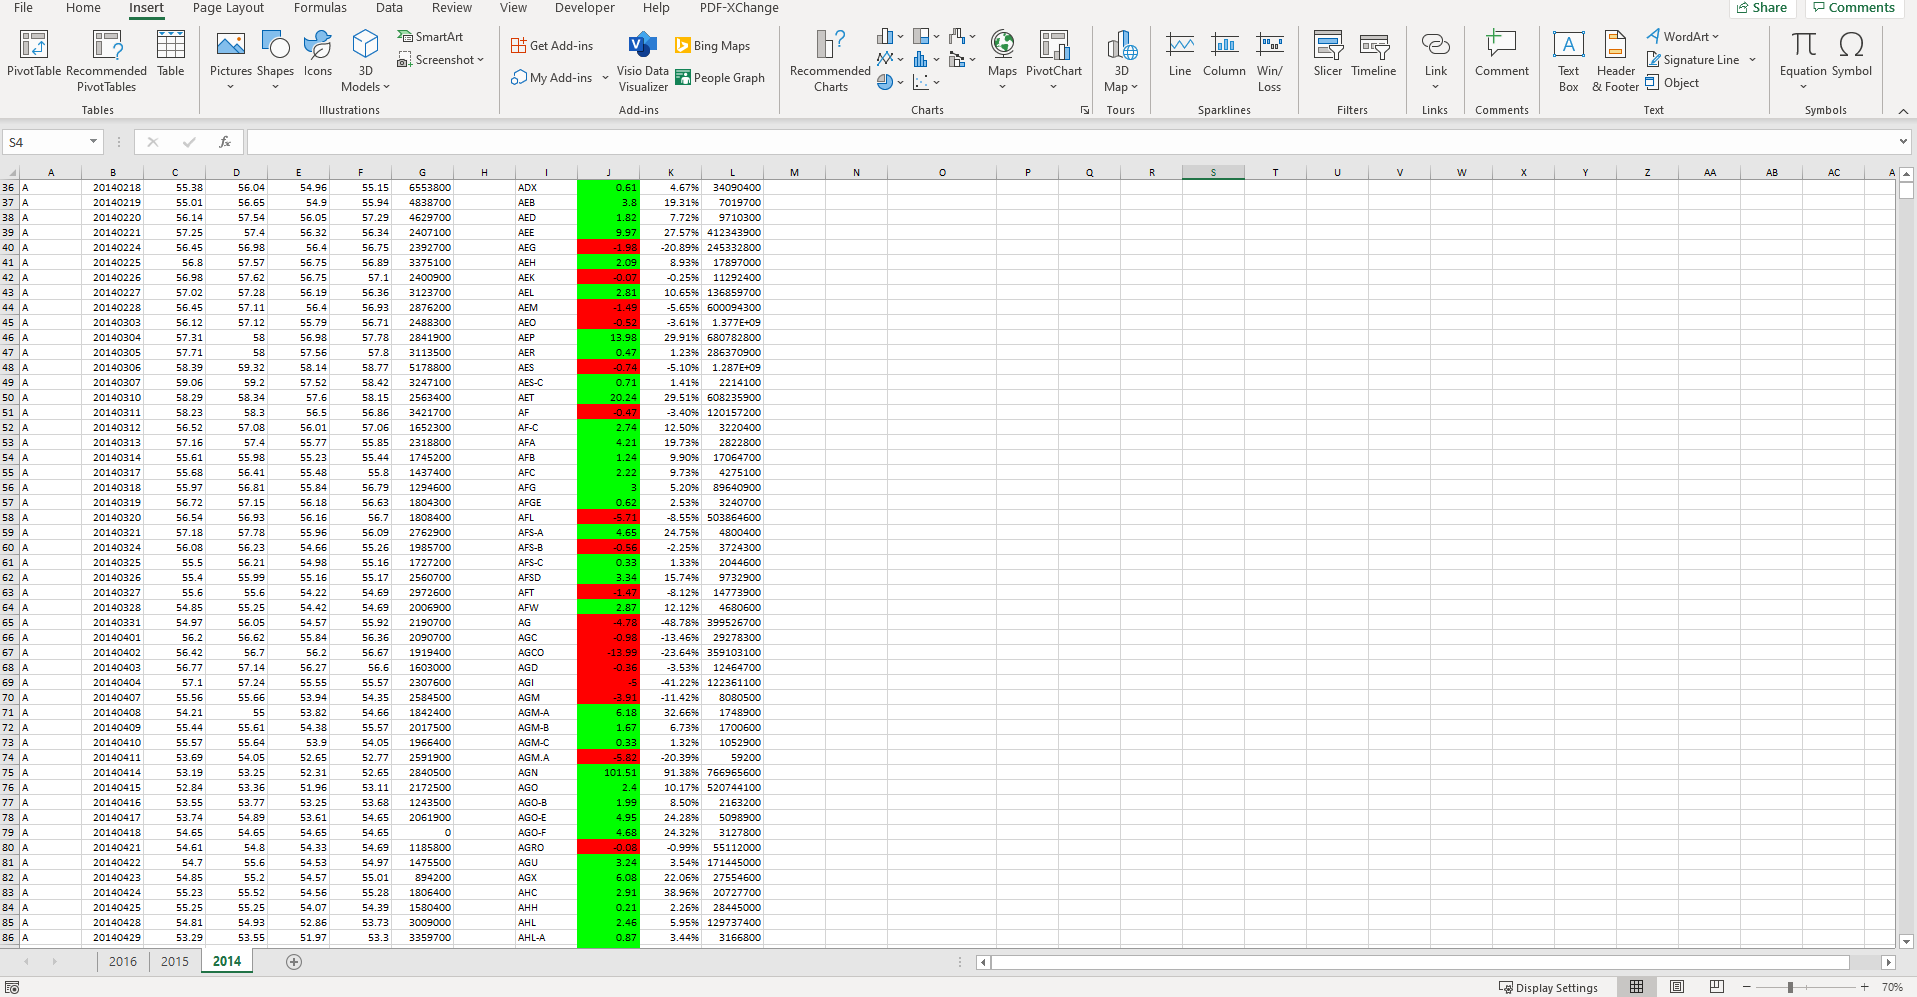 File Home Insert Page Layout Formulas Data Review View Developer Help PDF-XChange Share Comments
PivotTable Recommended PivotTables Table Pictures Shapes Icons 3D Models SmartArt Screenshot Get Add-ins My Add-ins Visio Data Visualizer Bing Maps People Graph Recommended Charts Maps PivotChart 3D Map Line Column Win/ Loss Slicer Timeline Link Comment Text Box Header & Footer WordArt Signature Line Object Equation Symbol
Tables Illustrations Add-ins Charts Tours Sparklines Filters Links Comments Text Symbols
S4 fx
A B C D E F G H I J K L M N O P Q R S T U V W X Y Z AA AB AC A
36 A 20140218 55.38 56.04 54.96 55.15 6553800 ADX 0.61 4.67% 34090400
37 A 20140219 55.01 56.65 54.9 55.94 4838700 AEB 3.8 19.31% 7019700
38 A 20140220 56.14 57.54 56.05 57.29 4629700 AED 1.82 7.72% 9710300
39 A 20140221 57.25 57.4 56.32 56.34 2407100 AEE 9.97 27.57% 412343900
40 A 20140224 56.45 56.98 56.4 56.75 2392700 AEG -1.98 -20.89% 245332800
41 A 20140225 56.8 57.57 56.75 56.89 3375100 AEH 2.09 8.93% 17897000
42 A 20140226 56.98 57.62 56.75 57.1 2400900 AEK -0.07 -0.25% 11292400
43 A 20140227 57.02 57.28 56.19 56.36 3123700 AEL 2.81 10.65% 136859700
44 A 20140228 56.45 57.11 56.4 56.93 2876200 AEM -1.49 -5.65% 600094300
45 A 20140303 56.12 57.12 55.79 56.71 2488300 AEO -0.52 -3.61% 1.377E+09
46 A 20140304 57.31 58 56.98 57.78 2841900 AEP 13.98 29.91% 680782800
47 A 20140305 57.71 58 57.56 57.8 3113500 AER 0.47 1.23% 286370900
48 A 20140306 58.39 59.32 58.14 58.77 5178800 AES -0.74 -5.10% 1.287E+09
49 A 20140307 59.06 59.2 57.52 58.42 3247100 AES-C 0.71 1.41% 2214100
50 A 20140310 58.29 58.34 57.6 58.15 2563400 AET 20.24 29.51% 608235900
51 A 20140311 58.23 58.3 56.5 56.86 3421700 AF -0.47 -3.40% 120157200
52 A 20140312 56.52 57.08 56.01 57.06 1652300 AF-C 2.74 12.50% 3220400
53 A 20140313 57.16 57.4 55.77 55.85 2318800 AFA 4.21 19.73% 2822800
54 A 20140314 55.61 55.98 55.23 55.44 1745200 AFB 1.24 9.90% 17064700
55 A 20140317 55.68 56.41 55.48 55.8 1437400 AFC 2.22 9.73% 4275100
56 A 20140318 55.97 56.81 55.84 56.79 1294600 AFG 3 5.20% 89640900
57 A 20140319 56.72 57.15 56.18 56.63 1804300 AFGE 0.62 2.53% 3240700
58 A 20140320 56.54 56.93 56.16 56.7 1808400 AFL -5.71 -8.55% 503864600
59 A 20140321 57.18 57.78 55.96 56.09 2762900 AFS-A 4.65 24.75% 4800400
60 A 20140324 56.08 56.23 54.66 55.26 1985700 AFS-B -0.56 -2.25% 3724300
61 A 20140325 55.5 56.21 54.98 55.16 1727200 AFS-C 0.33 1.33% 2044600
62 A 20140326 55.4 55.99 55.16 55.17 2560700 AFSD 3.34 15.74% 9732900
63 A 20140327 55.6 55.6 54.22 54.69 2972600 AFT -1.47 -8.12% 14773900
64 A 20140328 54.85 55.25 54.42 54.69 2006900 AFW 2.87 12.12% 4680600
65 A 20140331 54.97 56.05 54.57 55.92 2190700 AG -4.78 -48.78% 399526700
66 A 20140401 56.2 56.62 55.84 56.36 2090700 AGC -0.98 -13.46% 29278300
67 A 20140402 56.42 56.7 56.2 56.67 1919400 AGCO -13.99 -23.64% 359103100
68 A 20140403 56.77 57.14 56.27 56.6 1603000 AGD -0.36 -3.53% 12464700
69 A 20140404 57.1 57.24 55.55 55.57 2307600 AGI -5 -41.22% 122361100
70 A 20140407 55.56 55.66 53.94 54.35 2584500 AGM -3.91 -11.42% 8080500
71 A 20140408 54.21 55 53.82 54.66 1842400 AGM-A 6.18 32.66% 1748900
72 A 20140409 55.44 55.61 54.38 55.57 2017500 AGM-B 1.67 6.73% 1700600
73 A 20140410 55.57 55.64 53.9 54.05 1966400 AGM-C 0.33 1.32% 1052900
74 A 20140411 53.69 54.05 52.65 52.77 2591900 AGM.A -5.82 -20.39% 59200
75 A 20140414 53.19 53.25 52.31 52.65 2840500 AGN 101.51 91.38% 766965600
76 A 20140415 52.84 53.36 51.96 53.11 2172500 AGO 2.4 10.17% 520744100
77 A 20140416 53.55 53.77 53.25 53.68 1243500 AGO-B 1.99 8.50% 2163200
78 A 20140417 53.74 54.89 53.61 54.65 2061900 AGO-E 4.95 24.28% 5098900
79 A 20140418 54.65 54.65 54.65 54.65 0 AGO-F 4.68 24.32% 3127800
80 A 20140421 54.61 54.8 54.33 54.69 1185800 AGRO -0.08 -0.99% 55112000
81 A 20140422 54.7 55.6 54.53 54.97 1475500 AGU 3.24 3.54% 171445000
82 A 20140423 54.85 55.2 54.57 55.01 894200 AGX 6.08 22.06% 27554600
83 A 20140424 55.23 55.52 54.56 55.28 1806400 AHC 2.91 38.96% 20727700
84 A 20140425 55.25 55.25 54.07 54.39 1580400 AHH 0.21 2.26% 28445000
85 A 20140428 54.81 54.93 52.86 53.73 3009000 AHL 2.46 5.95% 129737400
86 A 20140429 53.29 53.55 51.97 53.3 3359700 AHL-A 0.87 3.44% 3166800
2016 2015 2014
Display Settings 70%